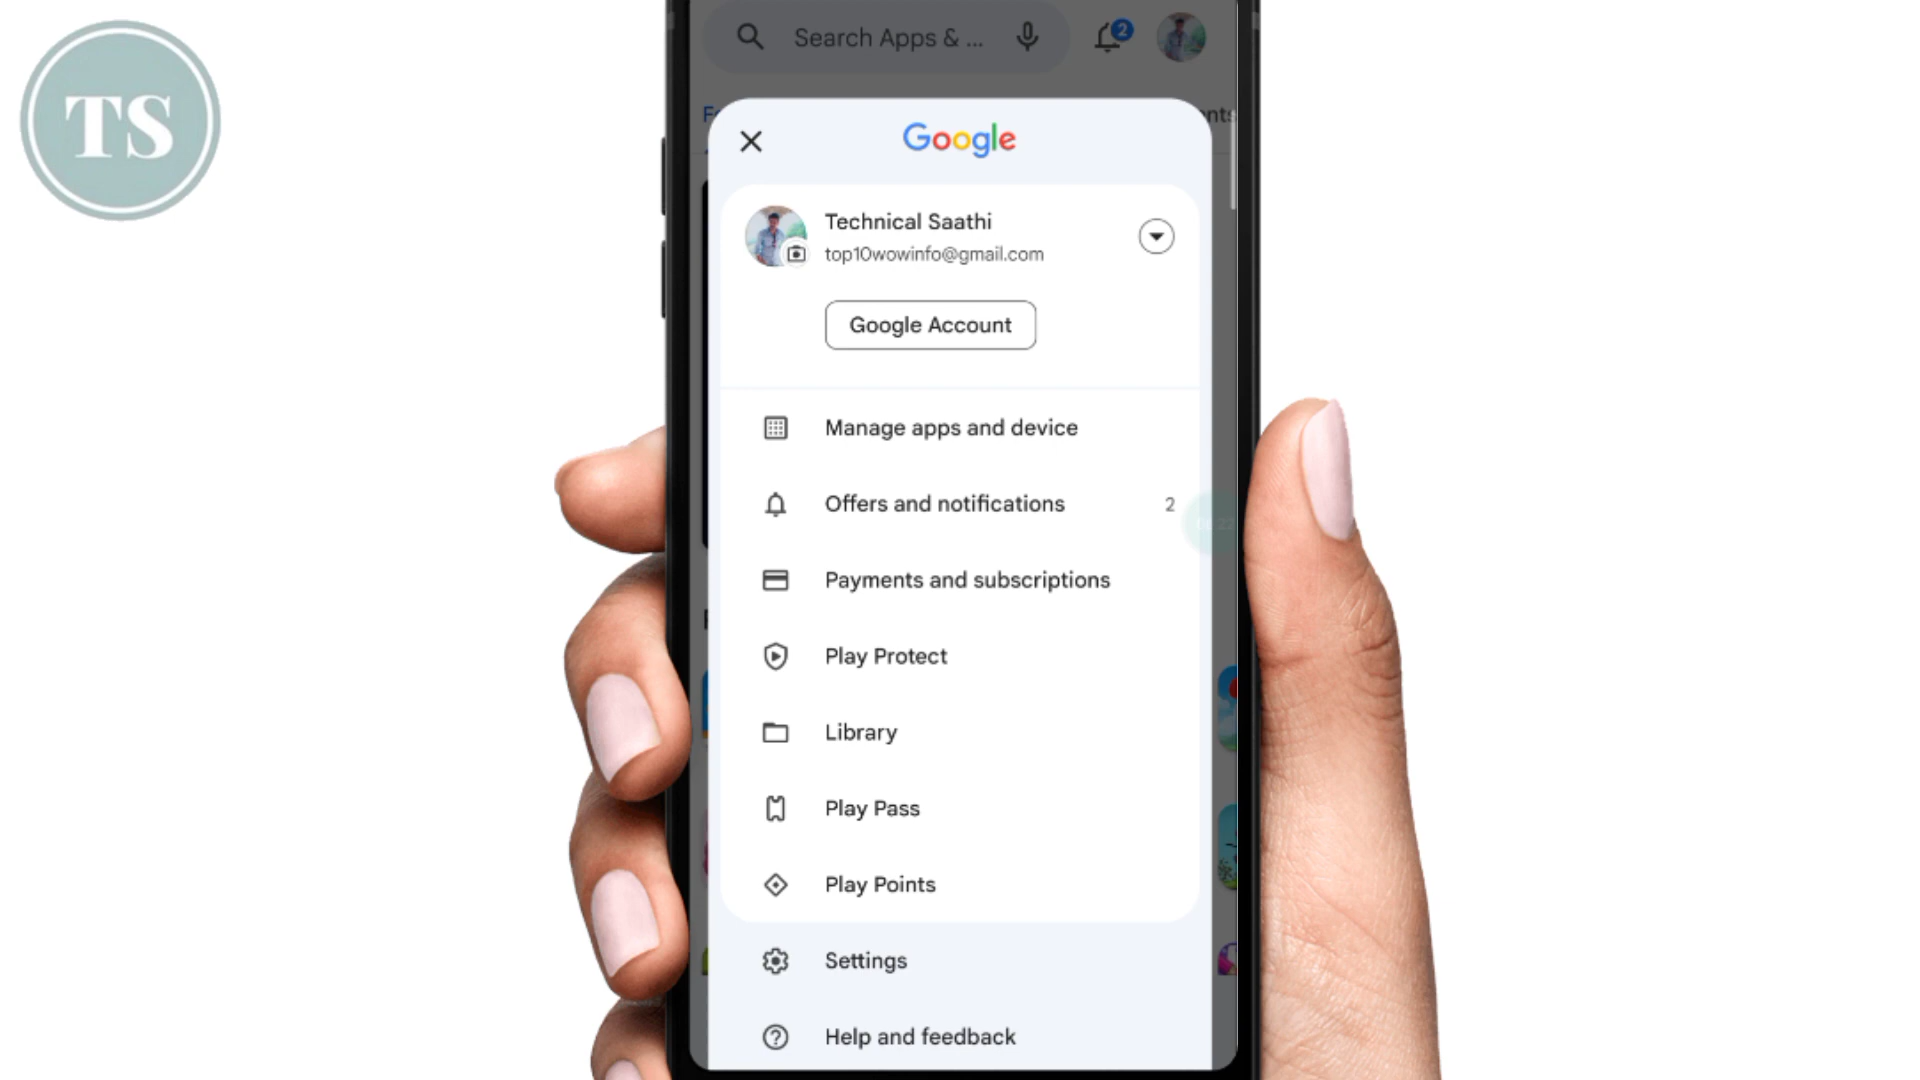 TS
Search Apps & ...
2
Google
Technical Saathi
top10wowinfo@gmail.com
Google Account
Manage apps and device
Offers and notifications 2
Payments and subscriptions
Play Protect
Library
Play Pass
Play Points
Settings
Help and feedback